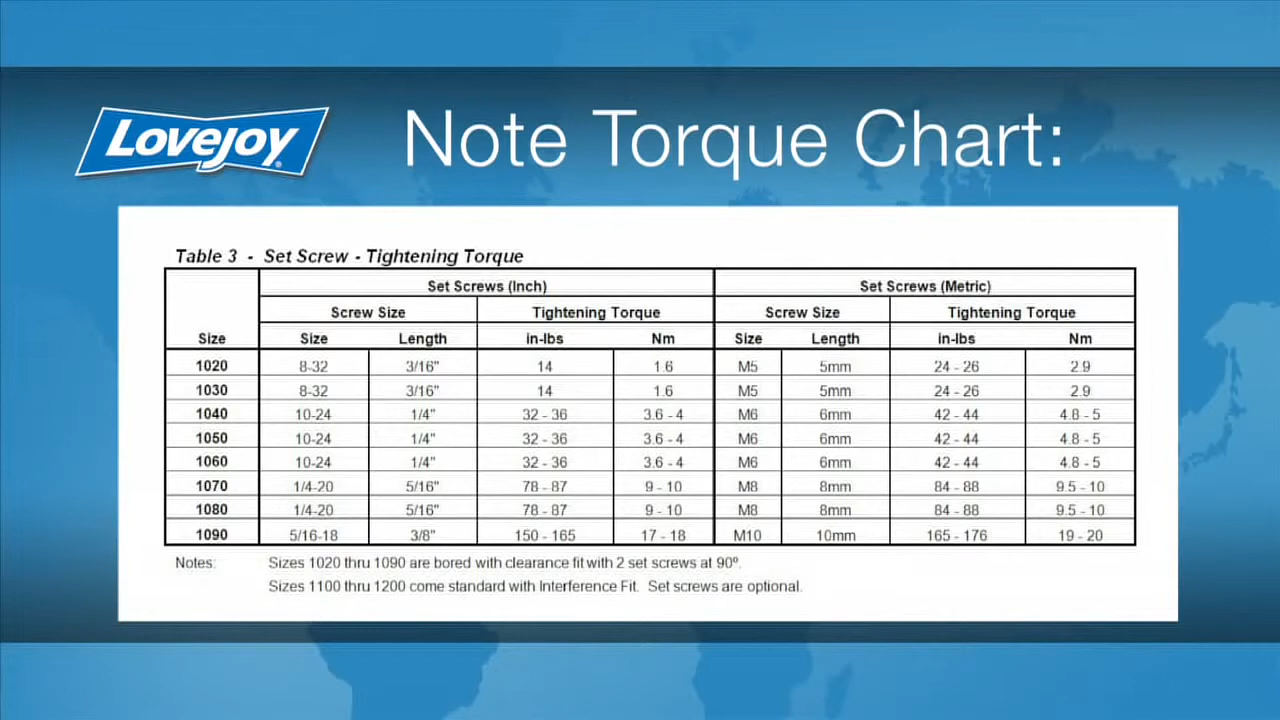 Lovejoy®
Note Torque Chart:
Table 3 - Set Screw - Tightening Torque
Set Screws (Inch) Set Screws (Metric)
Screw Size Tightening Torque Screw Size Tightening Torque
Size Size Length in-lbs Nm Size Length in-lbs Nm
1020 8-32 3/16" 14 1.6 M5 5mm 24 - 26 2.9
1030 8-32 3/16" 14 1.6 M5 5mm 24 - 26 2.9
1040 10-24 1/4" 32 - 36 3.6 - 4 M6 6mm 42 - 44 4.8 - 5
1050 10-24 1/4" 32 - 36 3.6 - 4 M6 6mm 42 - 44 4.8 - 5
1060 10-24 1/4" 32 - 36 3.6 - 4 M6 6mm 42 - 44 4.8 - 5
1070 1/4-20 5/16" 78 - 87 9 - 10 M8 8mm 84 - 88 9.5 - 10
1080 1/4-20 5/16" 78 - 87 9 - 10 M8 8mm 84 - 88 9.5 - 10
1090 5/16-18 3/8" 150 - 165 17 - 18 M10 10mm 165 - 176 19 - 20
Notes: Sizes 1020 thru 1090 are bored with clearance fit with 2 set screws at 90º.
Sizes 1100 thru 1200 come standard with Interference Fit. Set screws are optional.